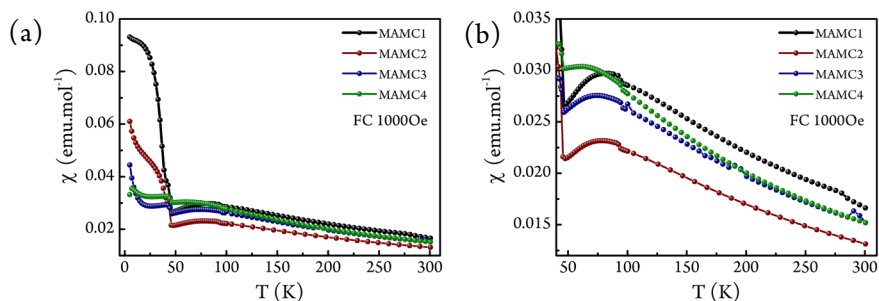 (a)
χ (emu.mol⁻¹)
0.10
0.08
0.06
0.04
0.02
MAMC1
MAMC2
MAMC3
MAMC4
FC 1000Oe
0 50 100 150 200 250 300
T (K)
(b)
χ (emu.mol⁻¹)
0.035
0.030
0.025
0.020
0.015
MAMC1
MAMC2
MAMC3
MAMC4
FC 1000Oe
50 100 150 200 250 300
T (K)